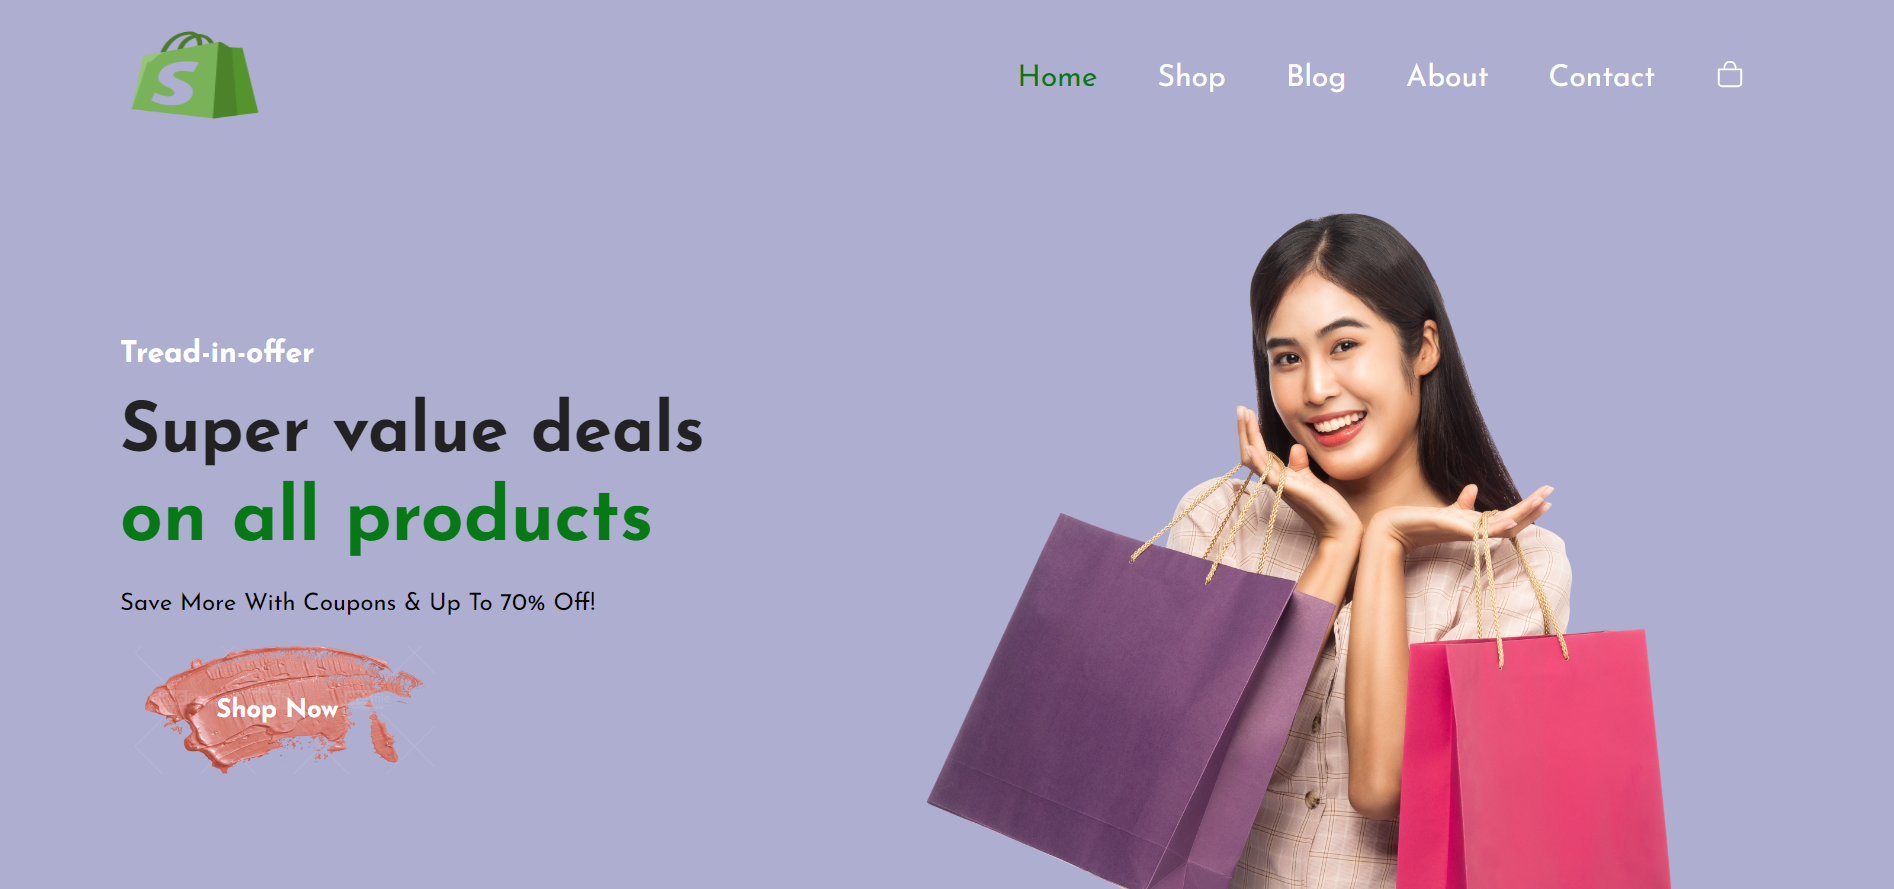 S
Home Shop Blog About Contact
Tread-in-offer
Super value deals
on all products
Save More With Coupons & Up To 70% Off!
Shop Now